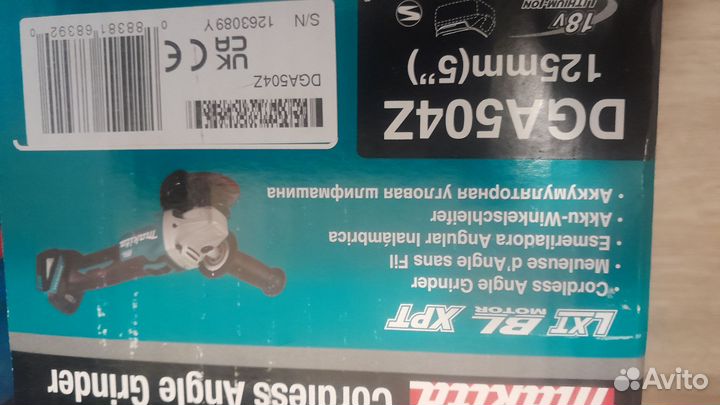 makita
Cordless Angle Grinder
LXT BL MOTOR XPT
•Cordless Angle Grinder
• Meuleuse d'Angle sans Fil
• Esmeriladora Angular Inalámbrica
• Akku-Winkelschleifer
• Аккумуляторная угловая шлифмашина
makita
DGA504Z
125mm(5")
18V
LITHIUM-ION
M
DGA504Z
UK
CA
CE
S/N 1263089Y
0 88381 68392
Avito